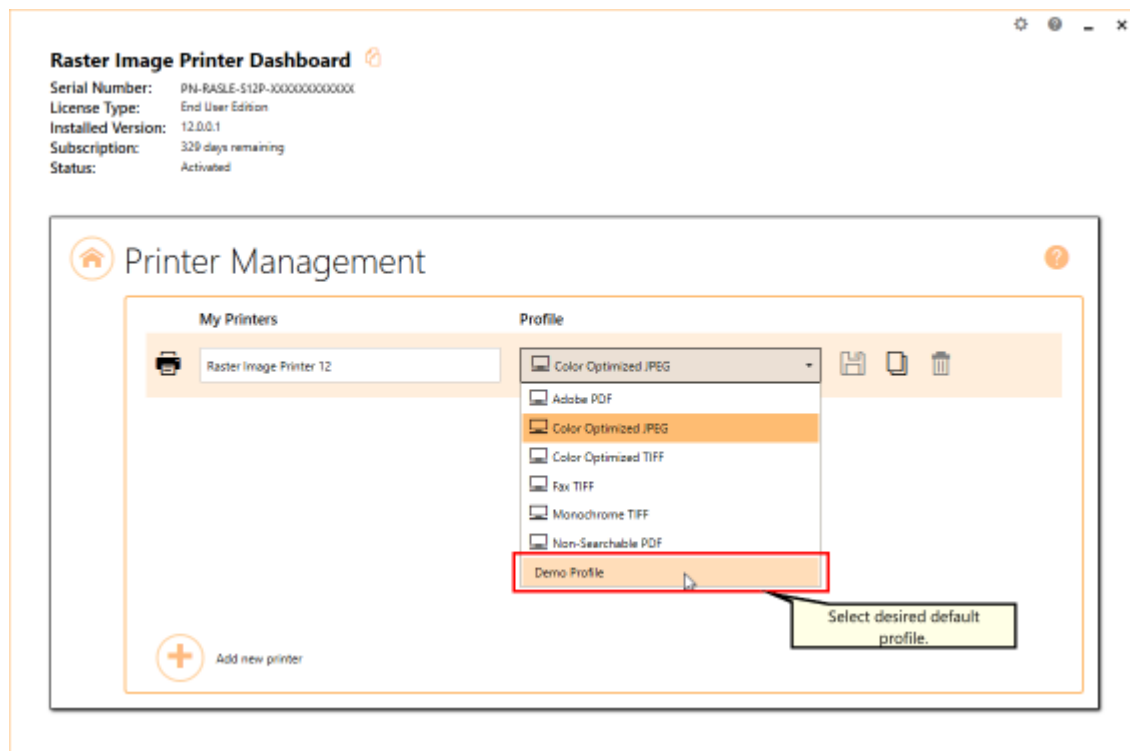 Raster Image Printer Dashboard
Serial Number: PN-RASLE-S12P-XXXXXXXXXXXX
License Type: End User Edition
Installed Version: 12.0.0.1
Subscription: 329 days remaining
Status: Activated
Printer Management
My Printers Profile
Raster Image Printer 12 Color Optimized JPEG
Adobe PDF
Color Optimized JPEG
Color Optimized TIFF
Fax TIFF
Monochrome TIFF
Non-Searchable PDF
Demo Profile
Select desired default
profile.
Add new printer